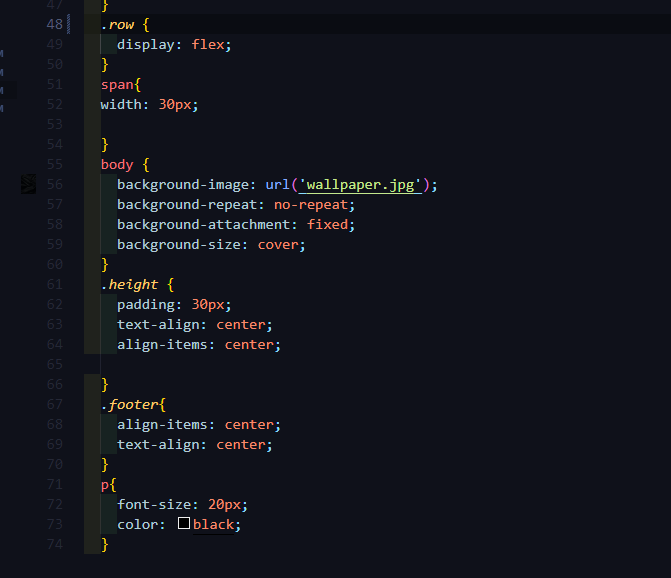 47 }
48 .row {
49 display: flex;
50 }
51 span{
52 width: 30px;
53
54 }
55 body {
56 background-image: url('wallpaper.jpg');
57 background-repeat: no-repeat;
58 background-attachment: fixed;
59 background-size: cover;
60 }
61 .height {
62 padding: 30px;
63 text-align: center;
64 align-items: center;
65
66 }
67 .footer{
68 align-items: center;
69 text-align: center;
70 }
71 p{
72 font-size: 20px;
73 color: black;
74 }